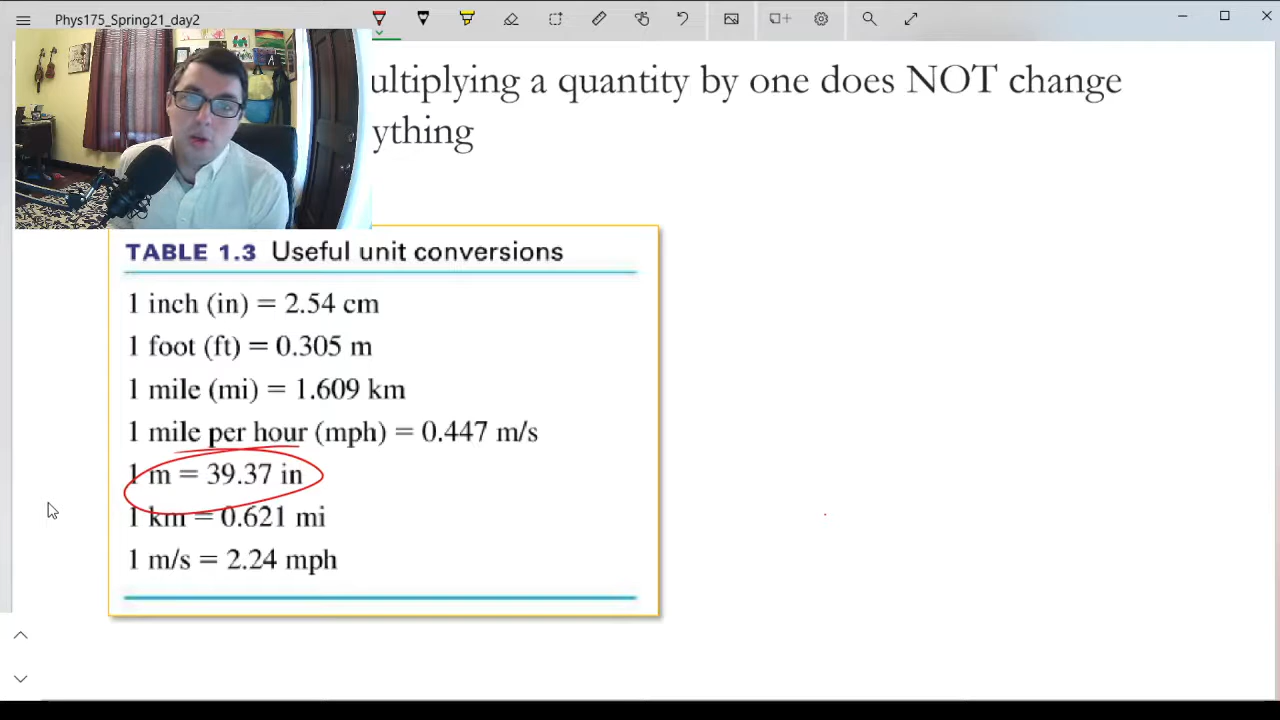 Phys175_Spring21_day2
ultiplying a quantity by one does NOT change
ything
TABLE 1.3 Useful unit conversions
1 inch (in) = 2.54 cm
1 foot (ft) = 0.305 m
1 mile (mi) = 1.609 km
1 mile per hour (mph) = 0.447 m/s
1 m = 39.37 in
1 km = 0.621 mi
1 m/s = 2.24 mph